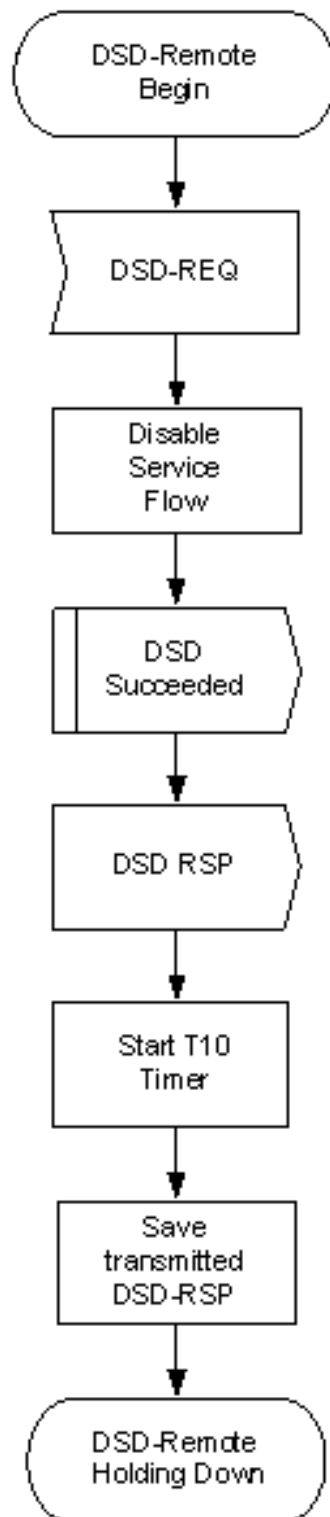 DSD-Remote
Begin
DSD-REQ
Disable
Service
Flow
DSD
Succeeded
DSD RSP
Start T10
Timer
Save
transmitted
DSD-RSP
DSD-Remote
Holding Down